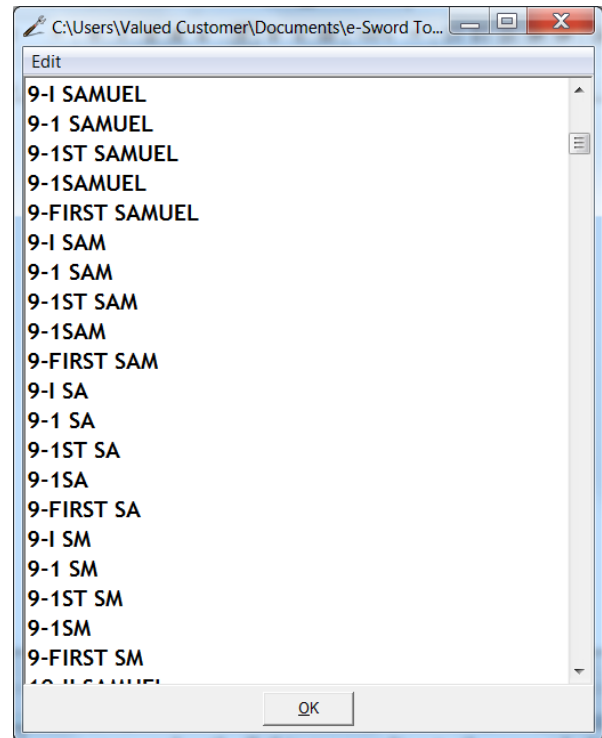 C:\Users\Valued Customer\Documents\e-Sword To...
Edit
9-I SAMUEL
9-1 SAMUEL
9-1ST SAMUEL
9-1SAMUEL
9-FIRST SAMUEL
9-I SAM
9-1 SAM
9-1ST SAM
9-1SAM
9-FIRST SAM
9-I SA
9-1 SA
9-1ST SA
9-1SA
9-FIRST SA
9-I SM
9-1 SM
9-1ST SM
9-1SM
9-FIRST SM
10-II SAMUEL
OK